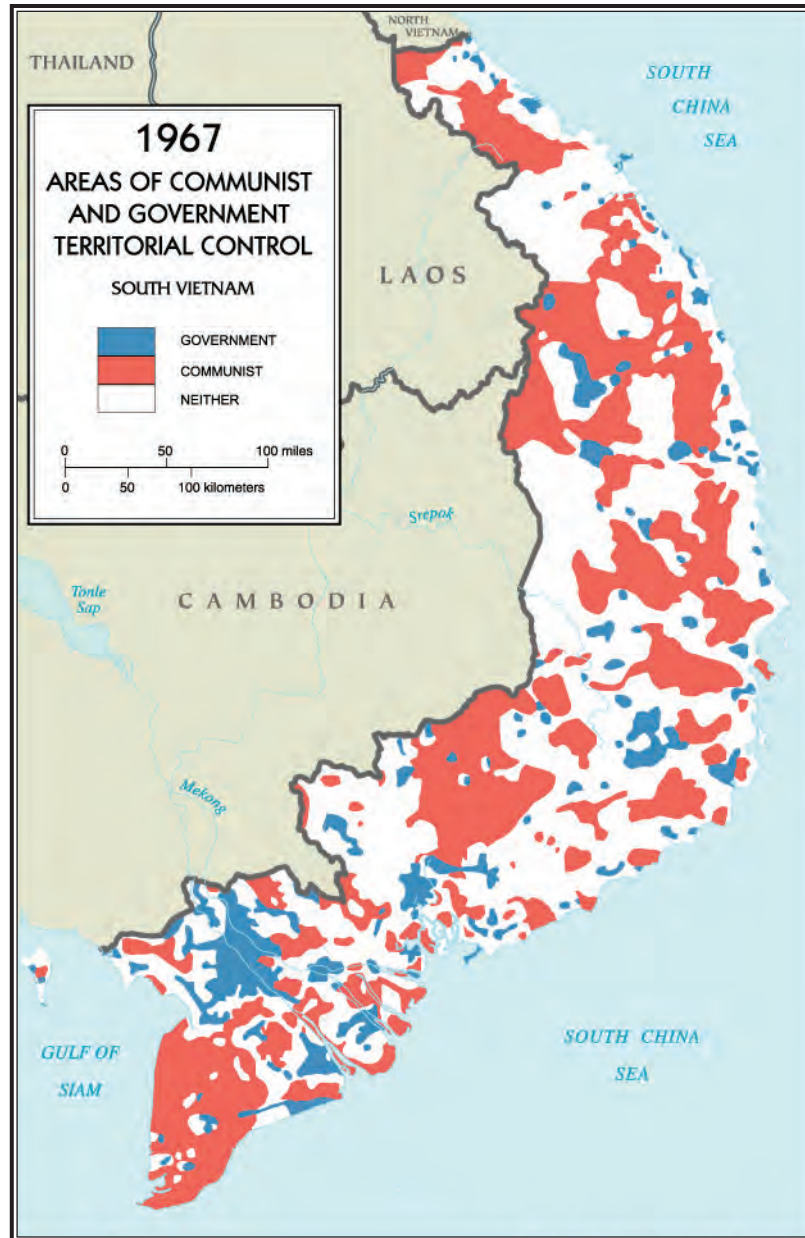 NORTH
VIETNAM
THAILAND
SOUTH
CHINA
SEA
1967
AREAS OF COMMUNIST
AND GOVERNMENT
TERRITORIAL CONTROL
SOUTH VIETNAM
GOVERNMENT
COMMUNIST
NEITHER
0 50 100 miles
0 50 100 kilometers
LAOS
Srepok
Tonle
Sap
CAMBODIA
Mekong
GULF OF
SIAM
SOUTH CHINA
SEA